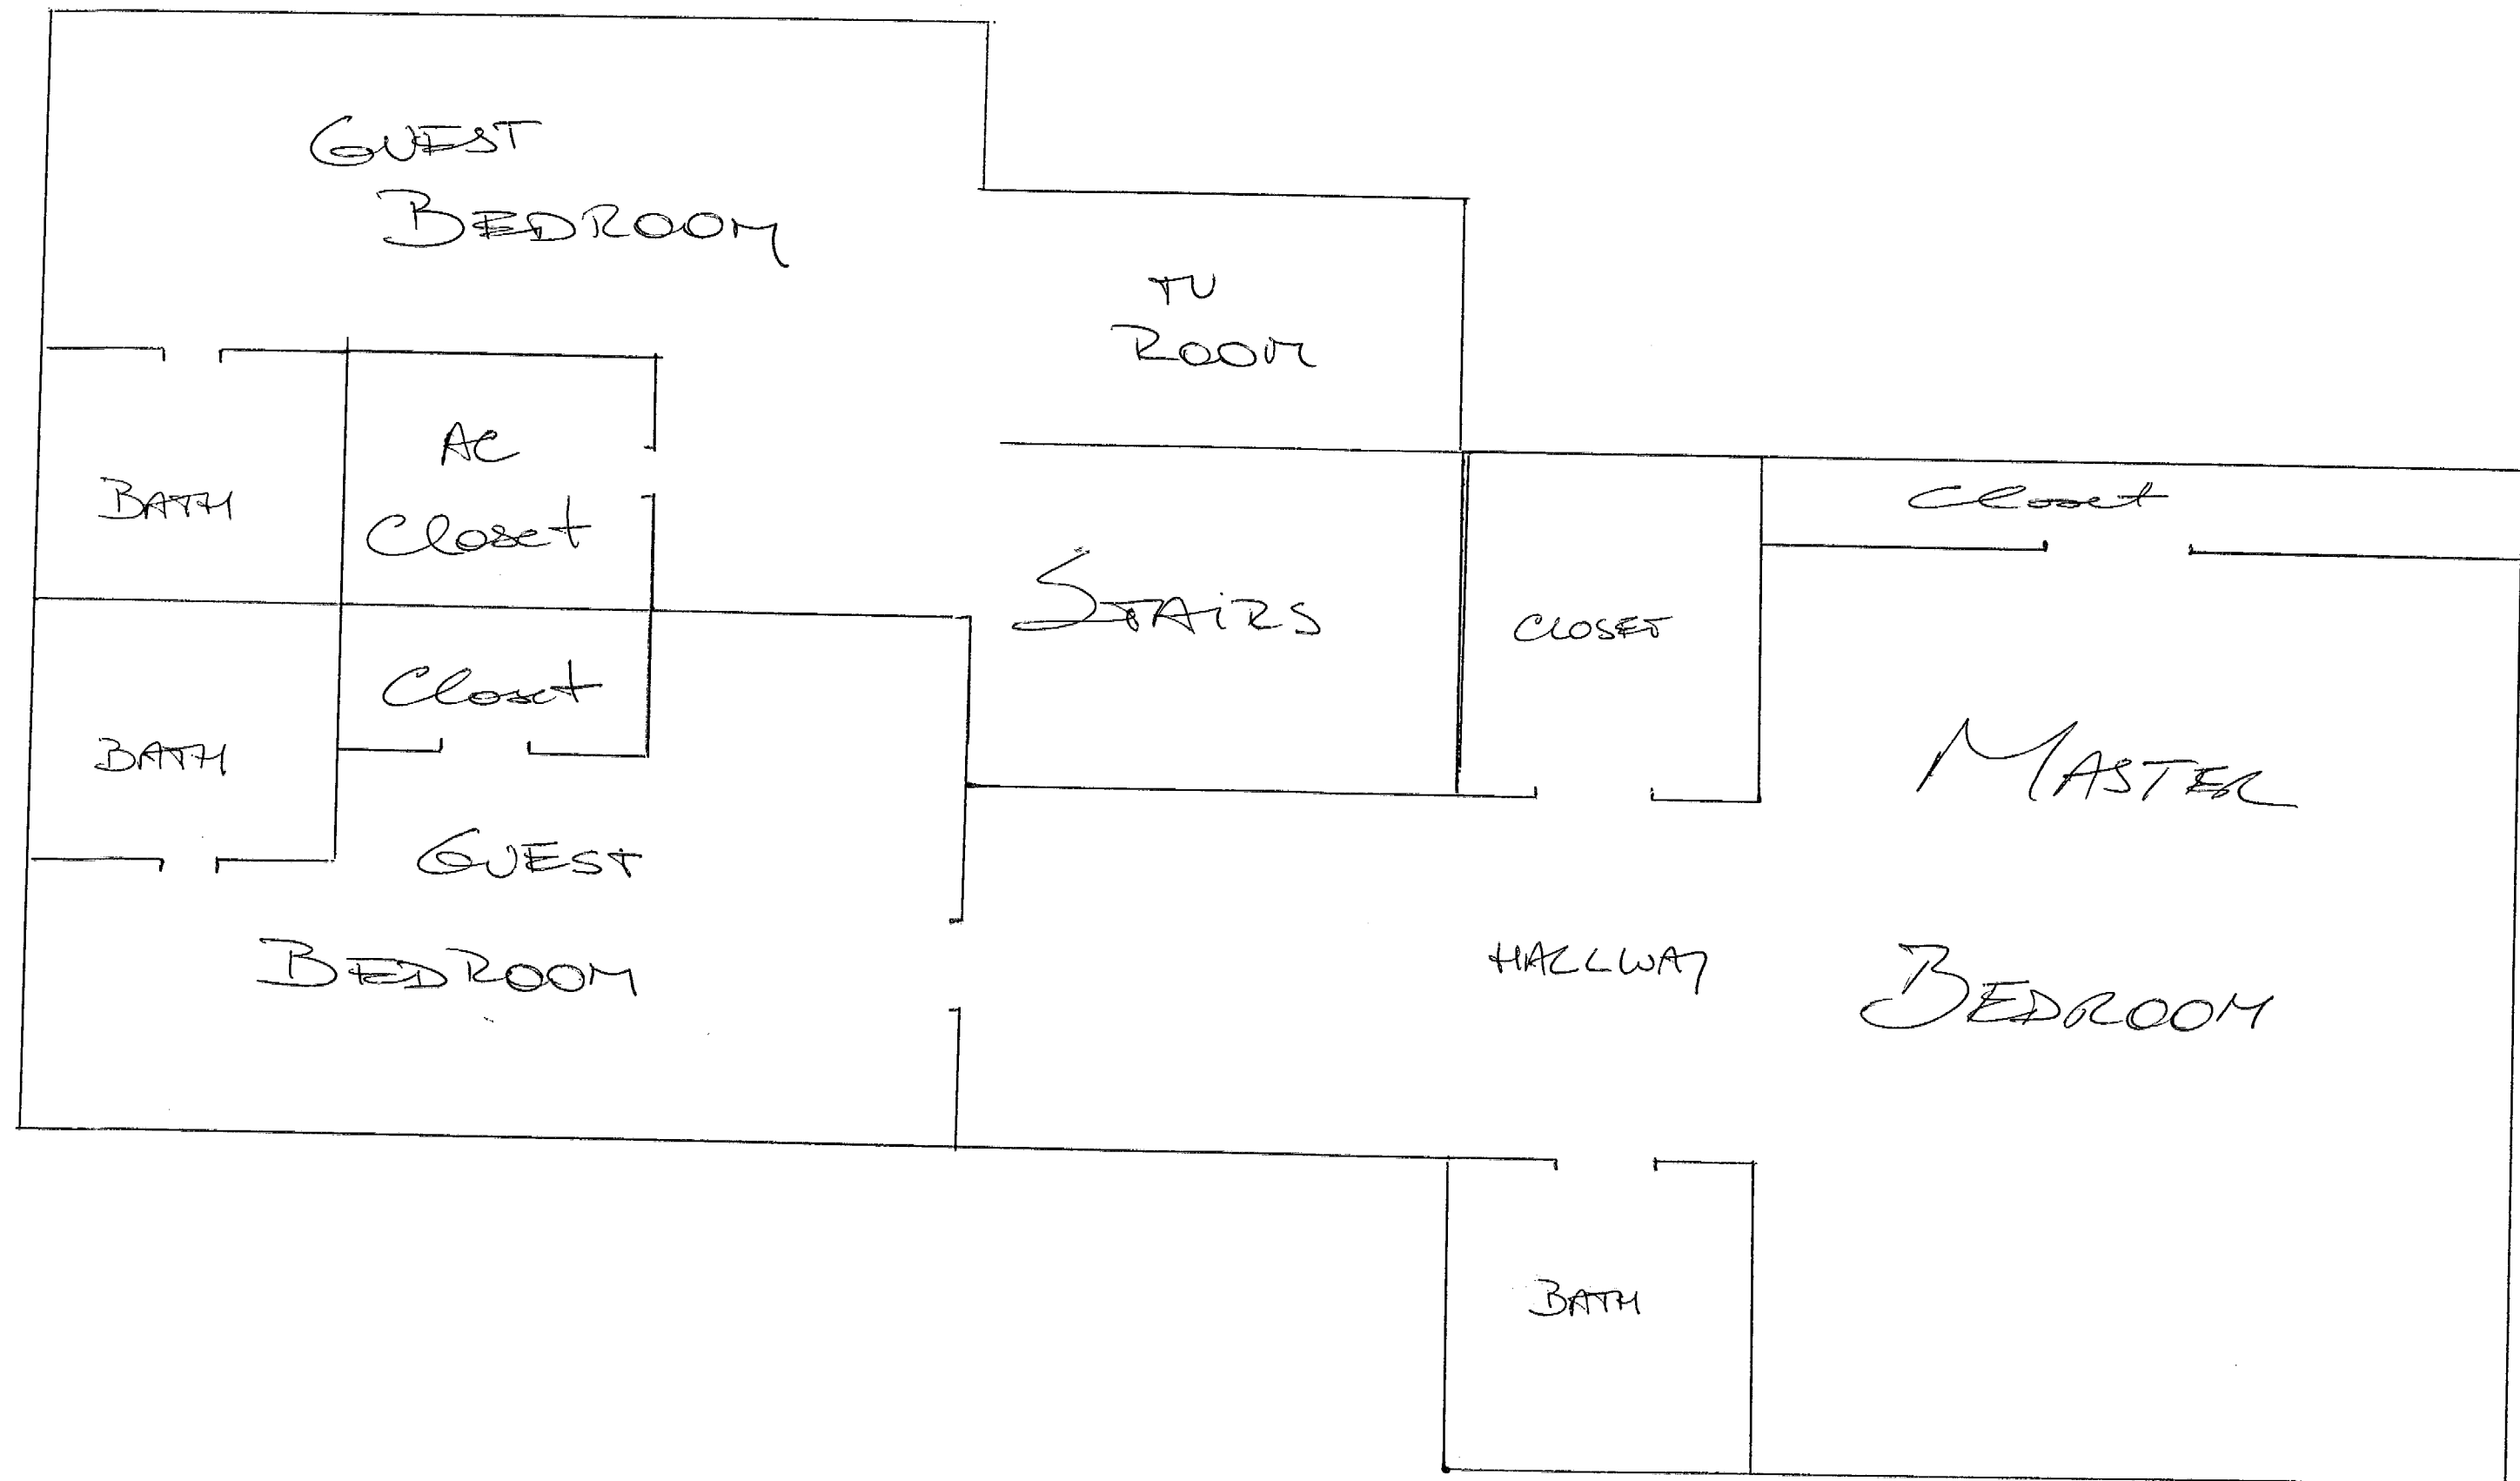 GUEST
BEDROOM
TV
ROOM
AC
Closet
BATH
Closet
STAiRS
CLOSET
Closet
BATH
MASTER
GUEST
BEDROOM
HALLWAY
BEDROOM
BATH